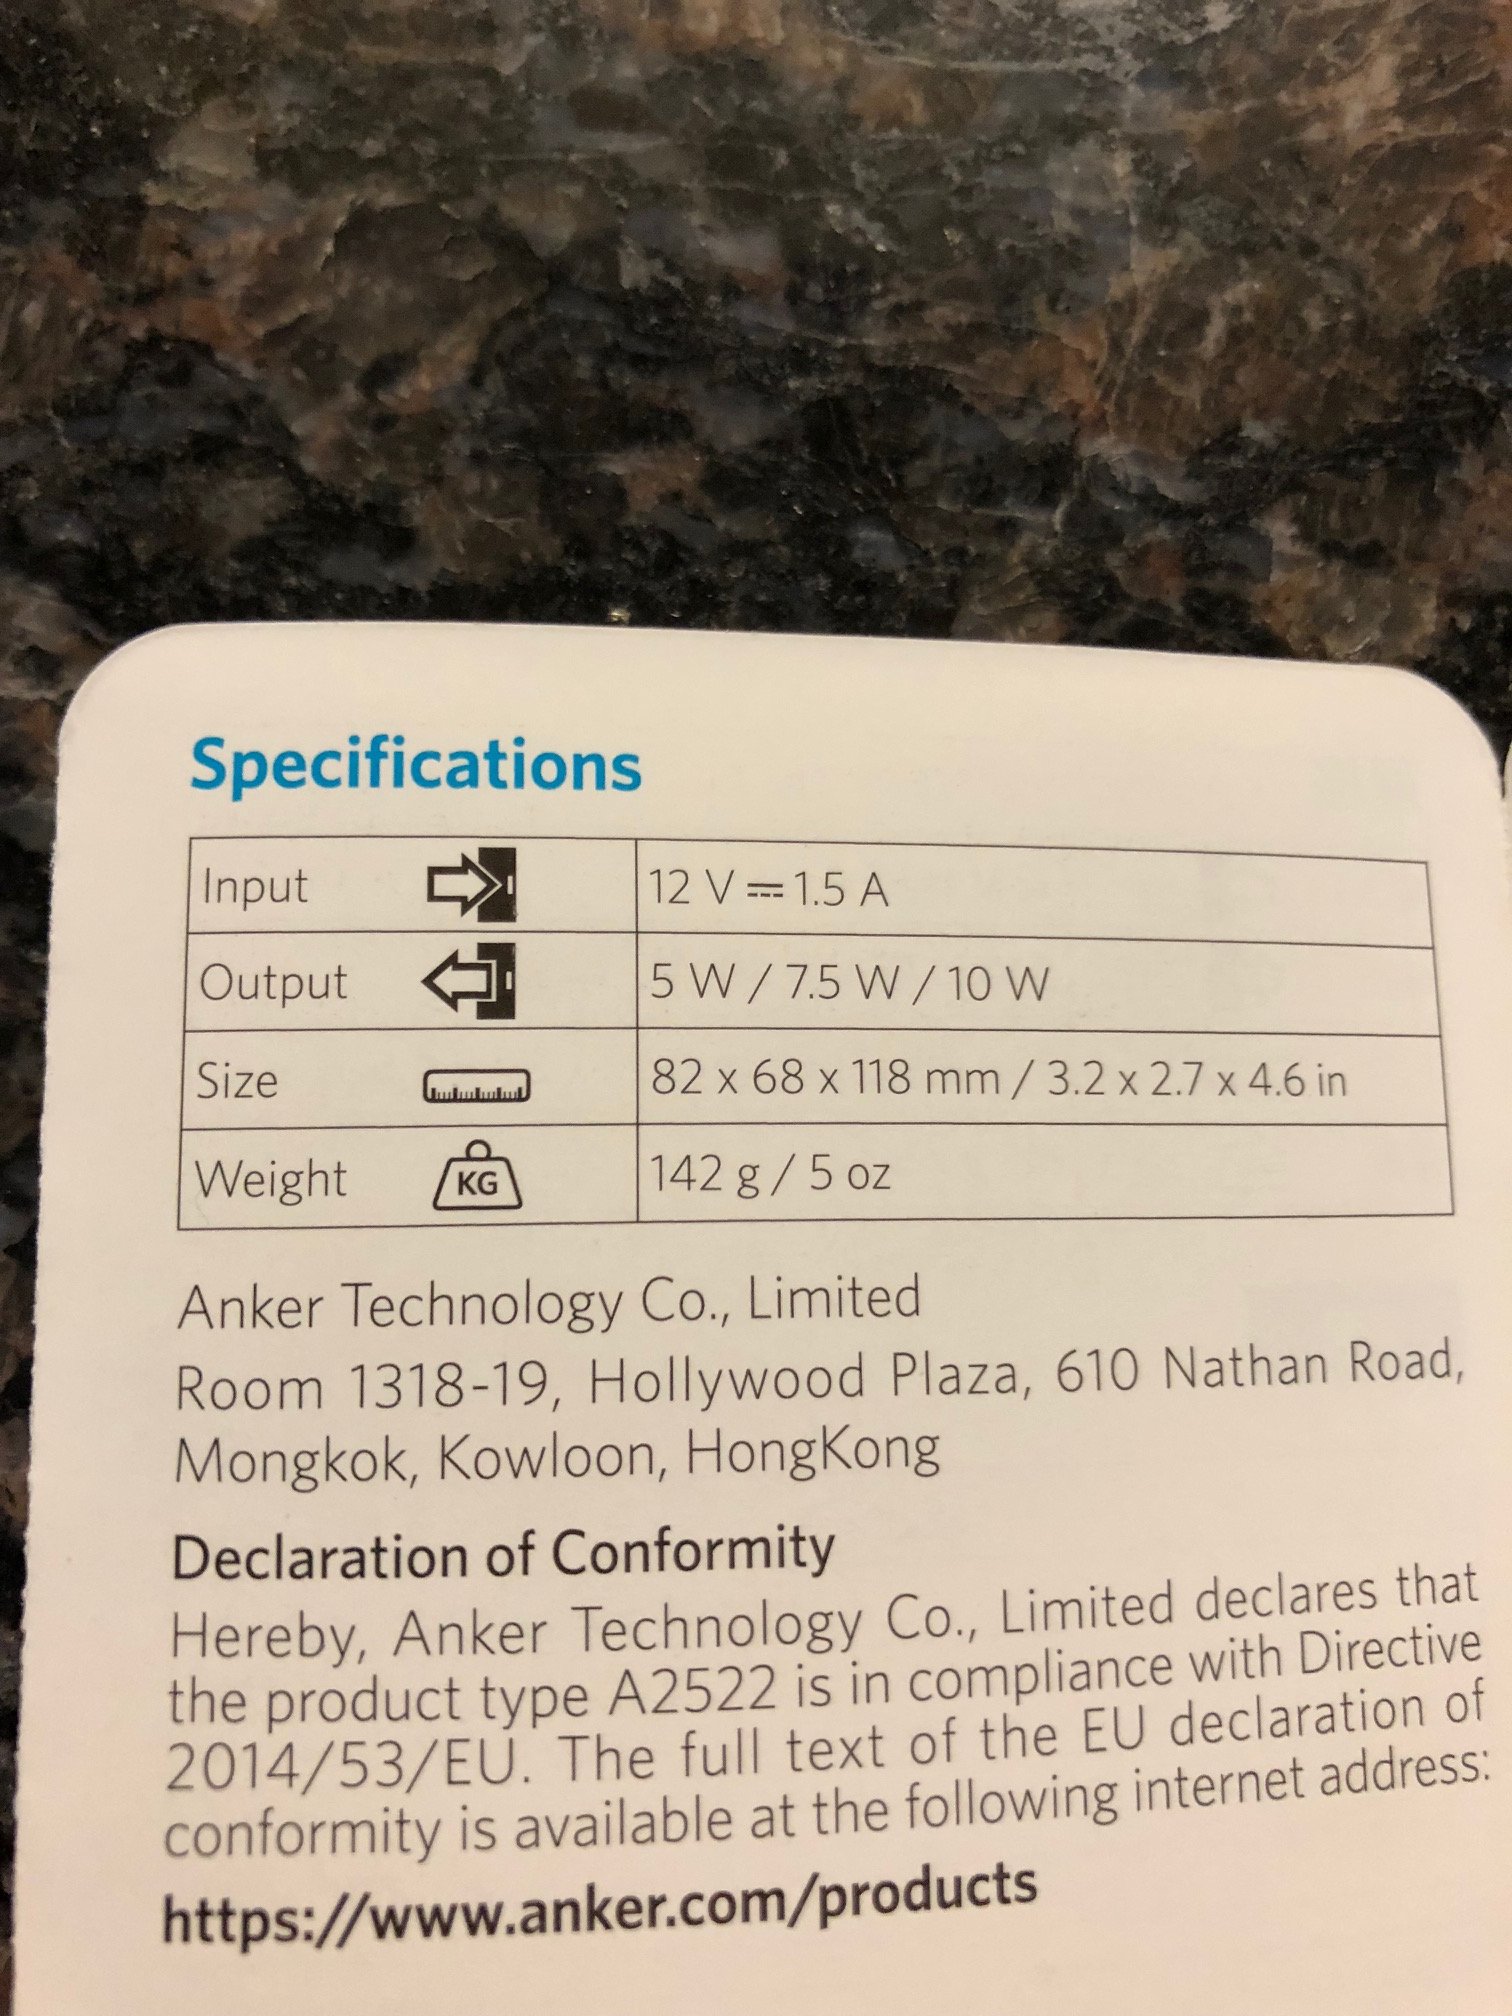 Specifications
Input 12 V ⎓ 1.5 A
Output 5 W / 7.5 W / 10 W
Size 82 x 68 x 118 mm / 3.2 x 2.7 x 4.6 in
Weight KG 142 g / 5 oz
Anker Technology Co., Limited
Room 1318-19, Hollywood Plaza, 610 Nathan Road,
Mongkok, Kowloon, HongKong
Declaration of Conformity
Hereby, Anker Technology Co., Limited declares that
the product type A2522 is in compliance with Directive
2014/53/EU. The full text of the EU declaration of
conformity is available at the following internet address:
https://www.anker.com/products